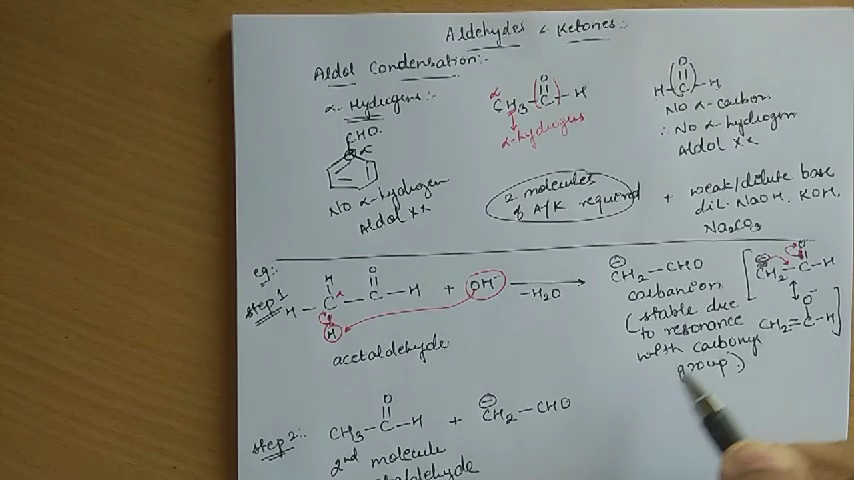 Aldehydes & Ketones:-
Aldol Condensation:-
α-Hydrogens:-
CHO
α
No α-hydrogen
Aldol xx
α
CH3-C-H
O
α-hydrogens
O
H-C-H
No α-carbon
∴ No α-hydrogen
Aldol xx
2 molecules
of A/K required
+ weak/dilute base
dil. NaOH, KOH,
Na2CO3
eg:-
Step 1
H O
H-C-C-H + OH⁻ → -H2O
α
H
acetaldehyde
⊖
CH2-CHO
carbanion
(stable due
to resonance
with carbonyl
group)
⊖ O
CH2-C-H
↕
O⁻
CH2=C-H
Step 2:-
O
CH3-C-H + ⊖CH2-CHO
2nd molecule